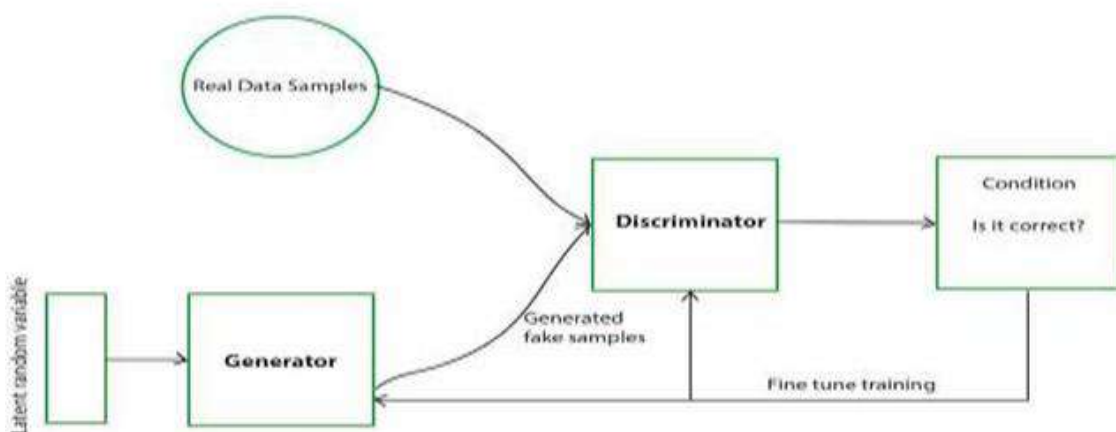 Real Data Samples
Condition
Is it correct?
Discriminator
Latent random variable
Generator
Generated
fake samples
Fine tune training